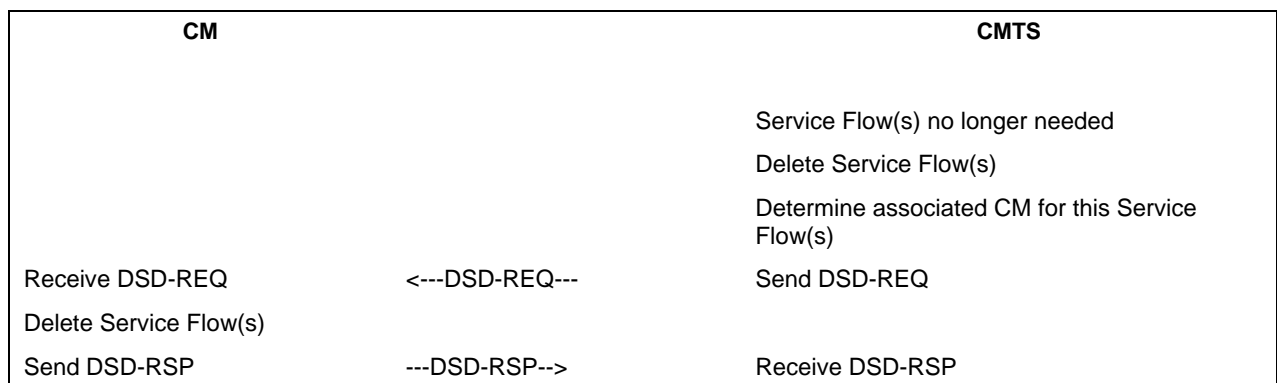 CM CMTS
Service Flow(s) no longer needed
Delete Service Flow(s)
Determine associated CM for this Service
Flow(s)
Receive DSD-REQ <---DSD-REQ--- Send DSD-REQ
Delete Service Flow(s)
Send DSD-RSP ---DSD-RSP--> Receive DSD-RSP